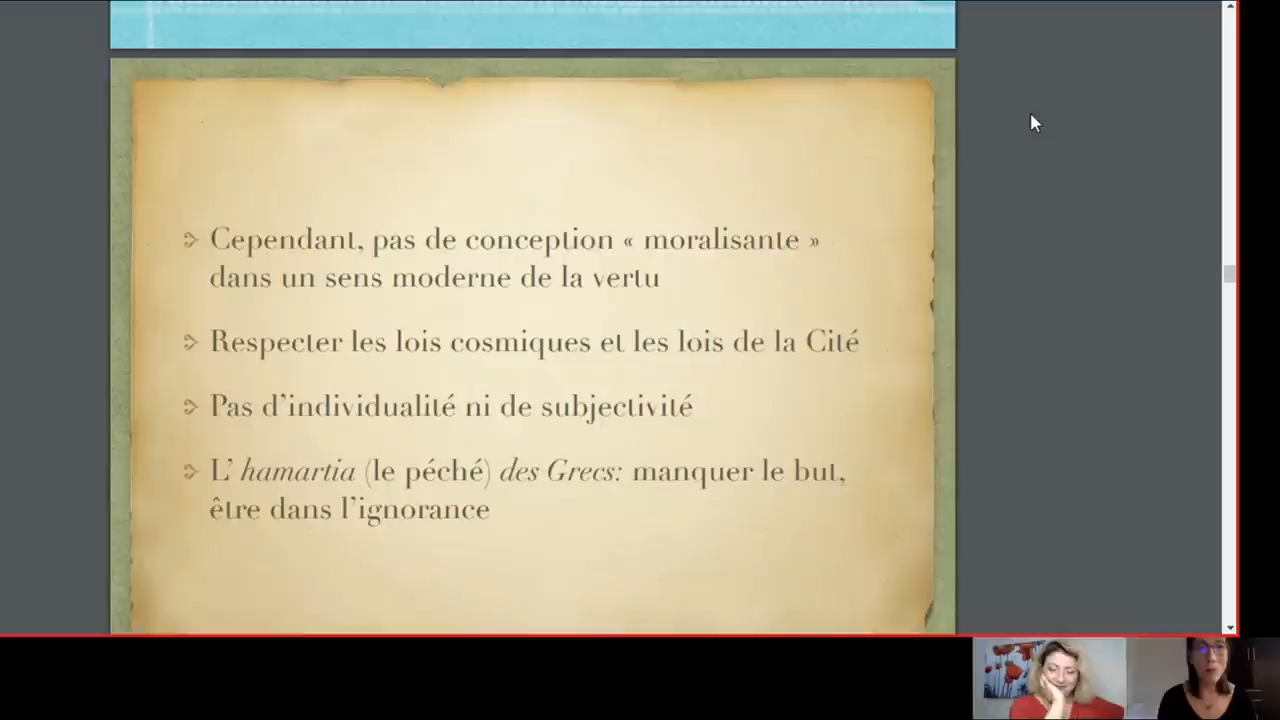 Cependant, pas de conception « moralisante »
dans un sens moderne de la vertu
Respecter les lois cosmiques et les lois de la Cité
Pas d’individualité ni de subjectivité
L’ hamartia (le péché) des Grecs: manquer le but,
être dans l’ignorance